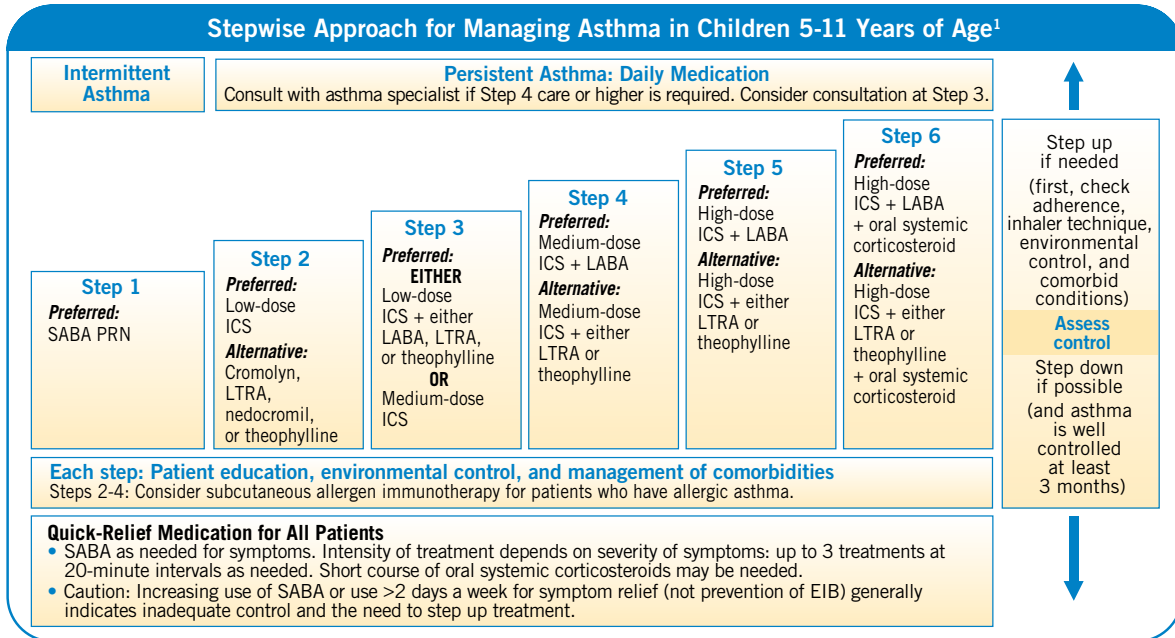 Stepwise Approach for Managing Asthma in Children 5-11 Years of Age¹
Intermittent
Asthma
Persistent Asthma: Daily Medication
Consult with asthma specialist if Step 4 care or higher is required. Consider consultation at Step 3.
Step 1
Preferred:
SABA PRN
Step 2
Preferred:
Low-dose
ICS
Alternative:
Cromolyn,
LTRA,
nedocromil,
or theophylline
Step 3
Preferred:
EITHER
Low-dose
ICS + either
LABA, LTRA,
or theophylline
OR
Medium-dose
ICS
Step 4
Preferred:
Medium-dose
ICS + LABA
Alternative:
Medium-dose
ICS + either
LTRA or
theophylline
Step 5
Preferred:
High-dose
ICS + LABA
Alternative:
High-dose
ICS + either
LTRA or
theophylline
Step 6
Preferred:
High-dose
ICS + LABA
+ oral systemic
corticosteroid
Alternative:
High-dose
ICS + either
LTRA or
theophylline
+ oral systemic
corticosteroid
Step up
if needed
(first, check
adherence,
inhaler technique,
environmental
control, and
comorbid
conditions)
Assess
control
Step down
if possible
(and asthma
is well
controlled
at least
3 months)
Each step: Patient education, environmental control, and management of comorbidities
Steps 2-4: Consider subcutaneous allergen immunotherapy for patients who have allergic asthma.
Quick-Relief Medication for All Patients
• SABA as needed for symptoms. Intensity of treatment depends on severity of symptoms: up to 3 treatments at
20-minute intervals as needed. Short course of oral systemic corticosteroids may be needed.
• Caution: Increasing use of SABA or use >2 days a week for symptom relief (not prevention of EIB) generally
indicates inadequate control and the need to step up treatment.